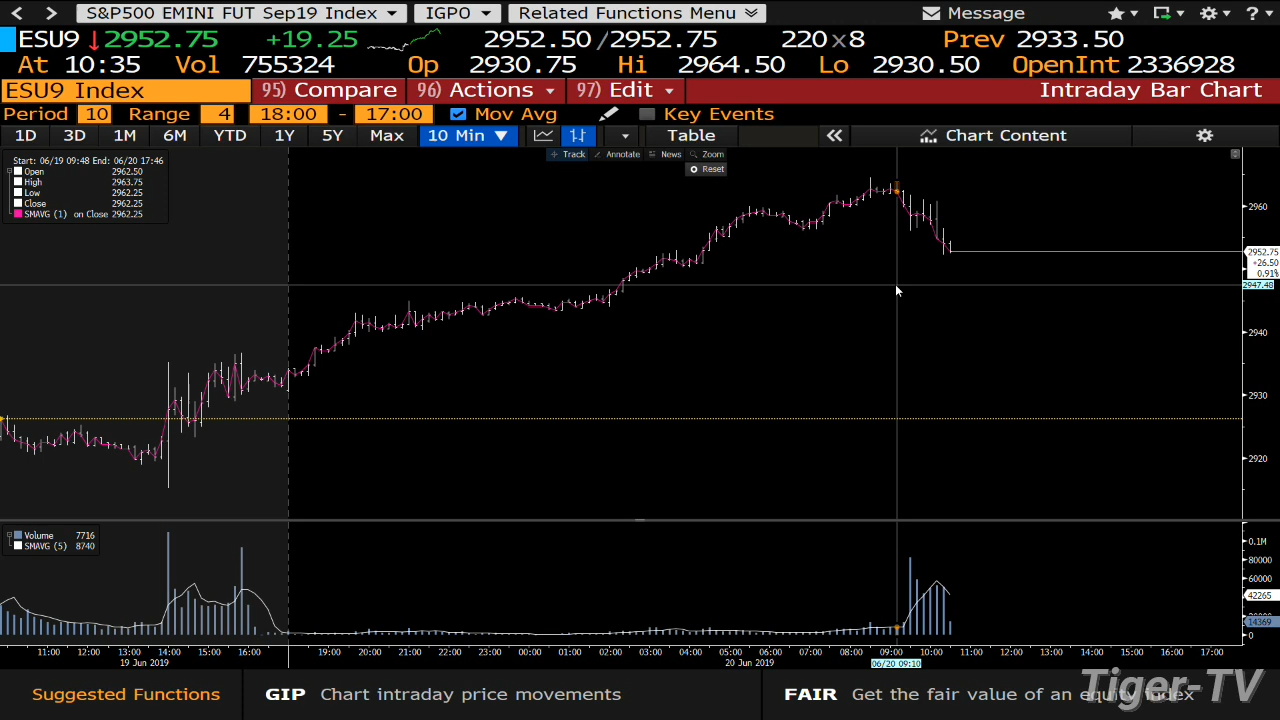 S&P500 EMINI FUT Sep19 Index IGPO Related Functions Menu Message ?
ESU9 ↓2952.75 +19.25 2952.50/2952.75 220x8 Prev 2933.50
At 10:35 Vol 755324 Op 2930.75 Hi 2964.50 Lo 2930.50 OpenInt 2336928
ESU9 Index 95) Compare 96) Actions 97) Edit Intraday Bar Chart
Period 10 Range 4 18:00 - 17:00 Mov Avg Key Events
1D 3D 1M 6M YTD 1Y 5Y Max 10 Min ▼ Table « Chart Content
Track Annotate News Zoom
Reset
Start: 06/19 09:48 End: 06/20 17:46
Open 2962.50
High 2963.75
Low 2962.25
Close 2962.25
SMAVG (1) on Close 2962.25
2960
2952.75
+26.50
0.91%
2947.48
2940
2930
2920
Volume 7716
SMAVG (5) 8740
0.1M
80000
60000
42265
14369
0
11:00 12:00 13:00 14:00 15:00 16:00 19:00 20:00 21:00 22:00 23:00 00:00 01:00 02:00 03:00 04:00 05:00 06:00 07:00 08:00 09:00 10:00 11:00 12:00 13:00 14:00 15:00 16:00 17:00
19 Jun 2019 20 Jun 2019 06/20 09:10
Suggested Functions GIP Chart intraday price movements FAIR Get the fair value of an equity index
Tiger-TV